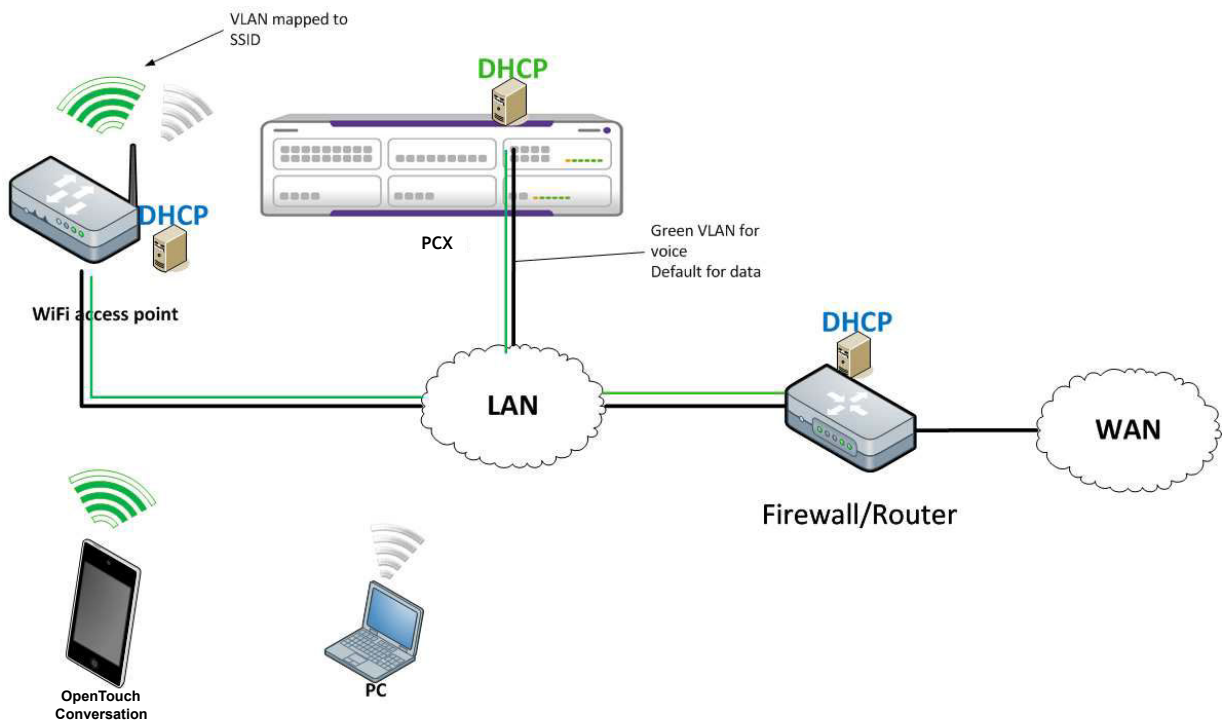 VLAN mapped to
SSID
DHCP
DHCP
PCX
Green VLAN for
voice
Default for data
WiFi access point
DHCP
LAN
WAN
Firewall/Router
PC
OpenTouch
Conversation